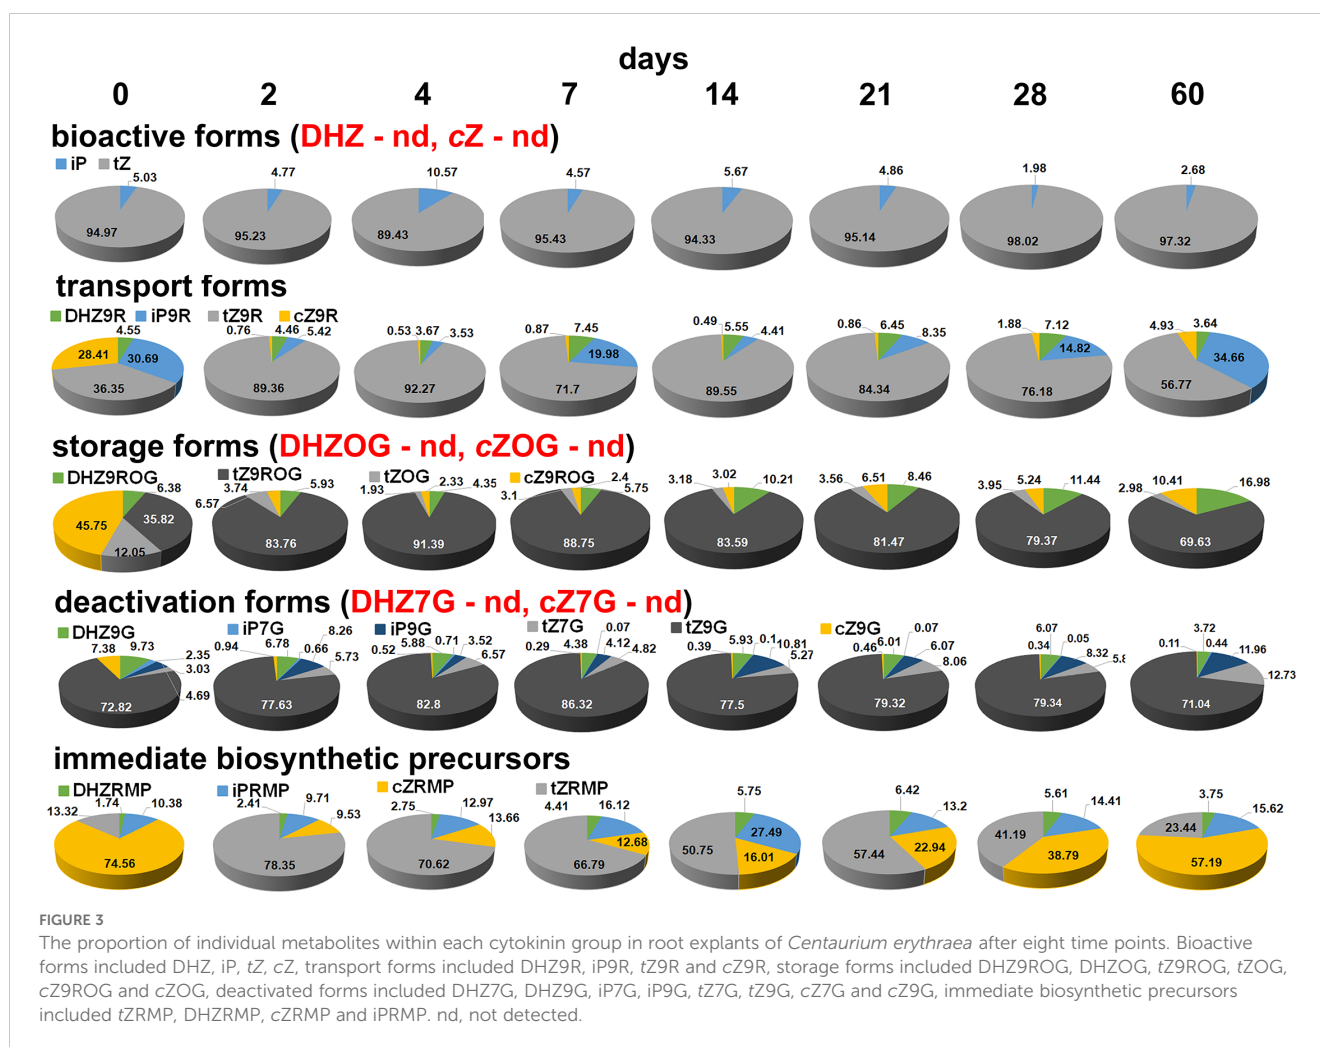 days
0 2 4 7 14 21 28 60
bioactive forms (DHZ - nd, cZ - nd)
iP tZ
5.03 4.77 10.57 4.57 5.67 4.86 1.98 2.68
94.97 95.23 89.43 95.43 94.33 95.14 98.02 97.32
transport forms
DHZ9R iP9R tZ9R cZ9R
4.55 0.76 4.46 5.42 0.53 3.67 3.53 0.87 7.45 0.49 5.55 4.41 0.86 6.45 8.35 1.88 7.12 4.93 3.64
28.41 30.69 19.98 14.82 34.66
36.35 89.36 92.27 71.7 89.55 84.34 76.18 56.77
storage forms (DHZOG - nd, cZOG - nd)
DHZ9ROG tZ9ROG tZOG cZ9ROG
6.38 6.57 3.74 5.93 1.93 2.33 4.35 3.1 2.4 5.75 3.18 3.02 10.21 3.56 6.51 8.46 3.95 5.24 11.44 2.98 10.41 16.98
45.75 35.82
12.05 83.76 91.39 88.75 83.59 81.47 79.37 69.63
deactivation forms (DHZ7G - nd, cZ7G - nd)
DHZ9G iP7G iP9G tZ7G tZ9G cZ9G
7.38 9.73 2.35 3.03 4.69 0.94 6.78 8.26 0.66 5.73 0.52 5.88 0.71 3.52 6.57 0.29 4.38 0.07 4.12 4.82 0.39 5.93 0.1 10.81 5.27 0.46 6.01 0.07 6.07 8.06 0.34 6.07 0.05 8.32 0.11 3.72 0.44 11.96 12.73
72.82 77.63 82.8 86.32 77.5 79.32 79.34 71.04
immediate biosynthetic precursors
DHZRMP iPRMP cZRMP tZRMP
13.32 1.74 10.38 2.41 9.71 9.53 2.75 12.97 13.66 4.41 16.12 12.68 5.75 27.49 6.42 13.2 5.61 14.41 3.75 15.62
74.56 78.35 70.62 66.79 50.75 16.01 57.44 22.94 41.19 38.79 23.44 57.19
FIGURE 3
The proportion of individual metabolites within each cytokinin group in root explants of Centaurium erythraea after eight time points. Bioactive
forms included DHZ, iP, tZ, cZ, transport forms included DHZ9R, iP9R, tZ9R and cZ9R, storage forms included DHZ9ROG, DHZOG, tZ9ROG, tZOG,
cZ9ROG and cZOG, deactivated forms included DHZ7G, DHZ9G, iP7G, iP9G, tZ7G, tZ9G, cZ7G and cZ9G, immediate biosynthetic precursors
included tZRMP, DHZRMP, cZRMP and iPRMP. nd, not detected.